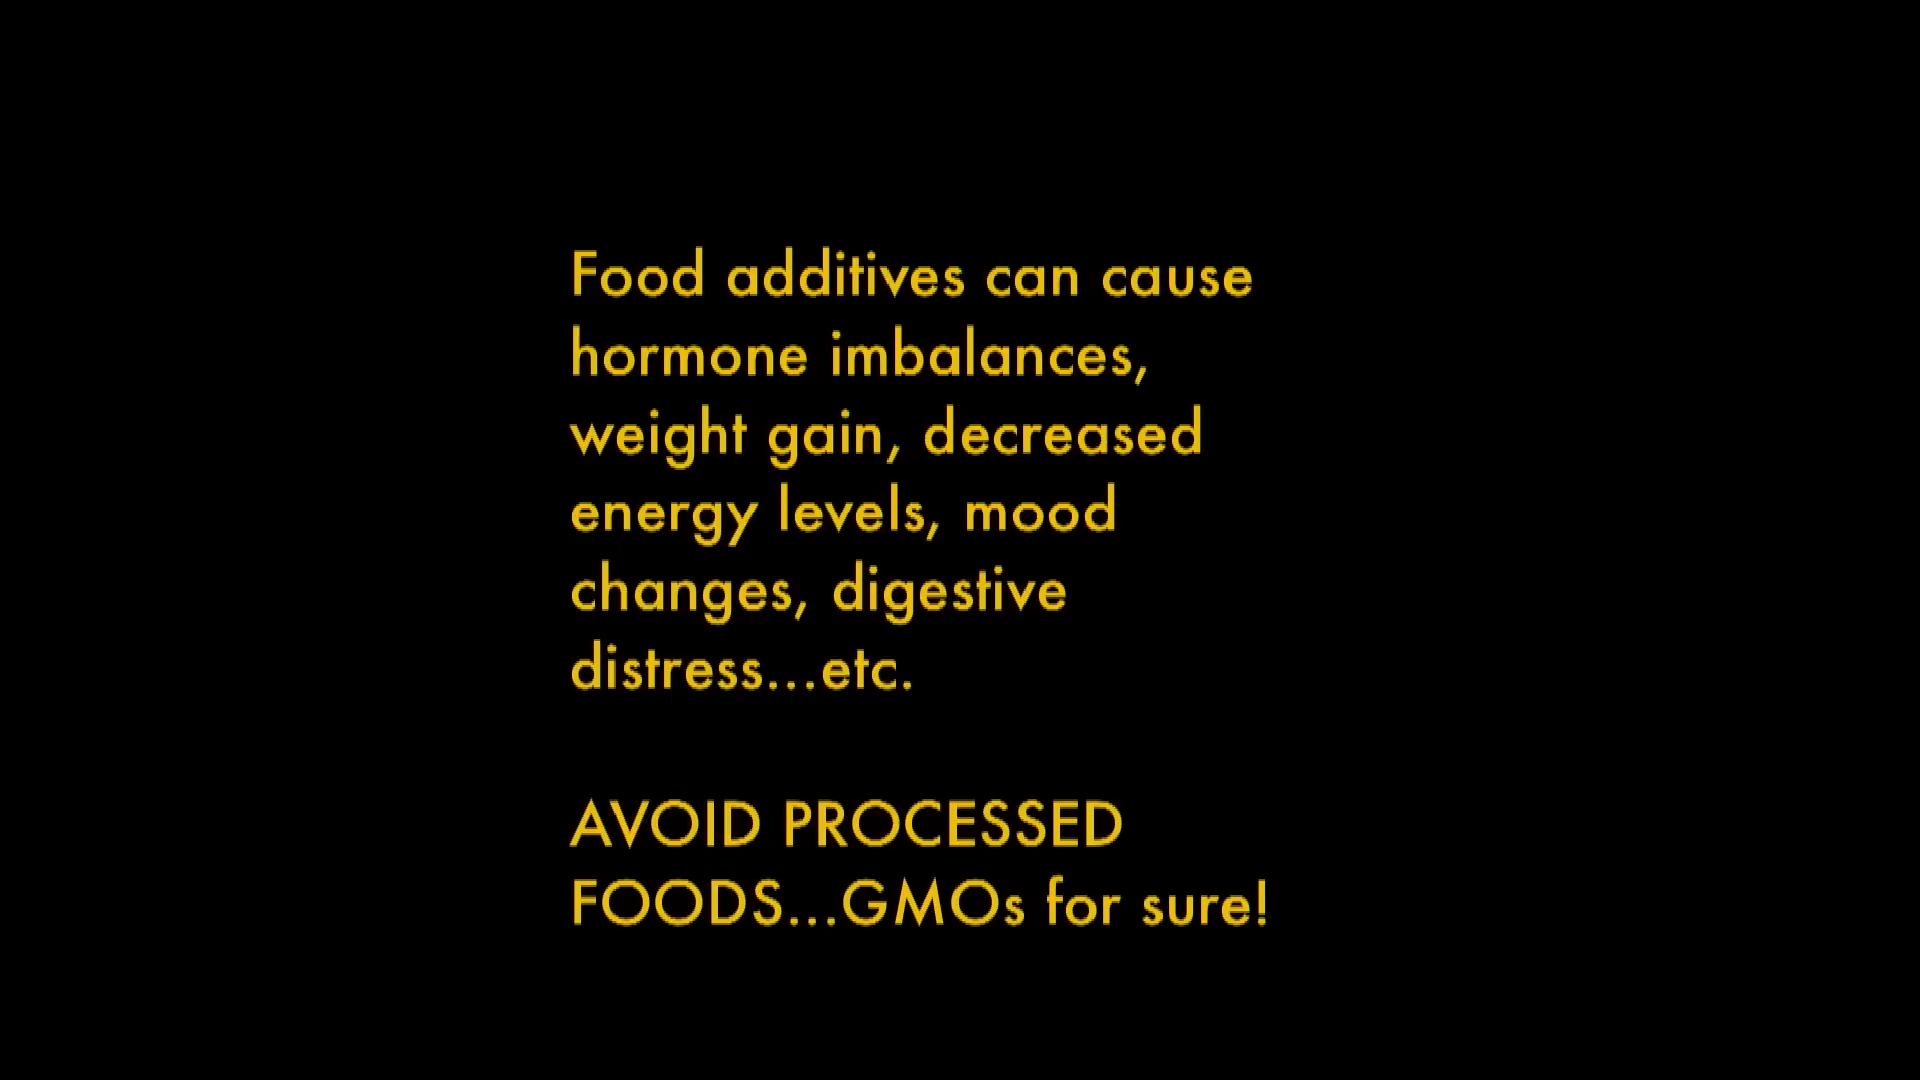 Food additives can cause
hormone imbalances,
weight gain, decreased
energy levels, mood
changes, digestive
distress...etc.
AVOID PROCESSED
FOODS...GMOs for sure!